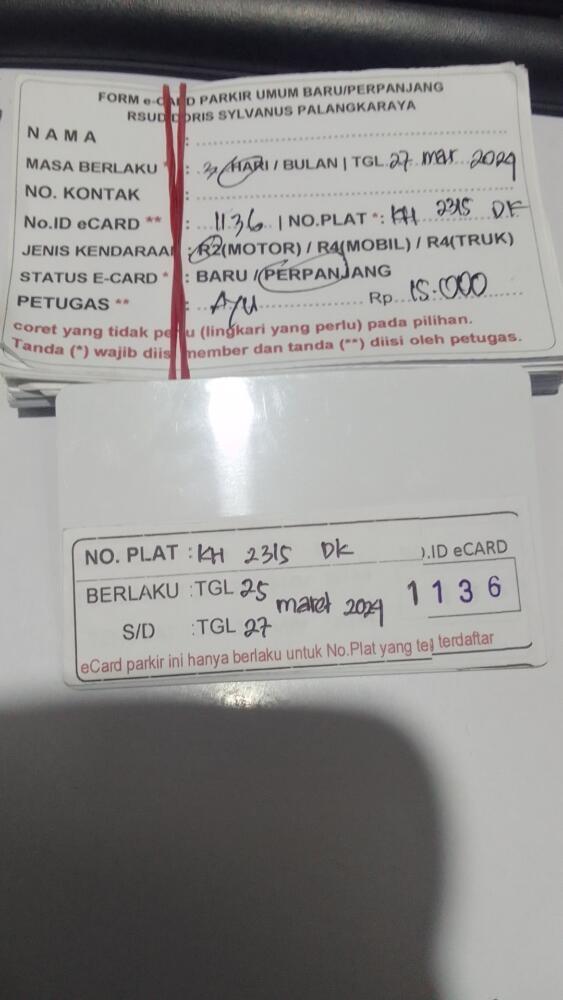 FORM e-CARD PARKIR UMUM BARU/PERPANJANG
RSUD DORIS SYLVANUS PALANGKARAYA
NAMA : 
MASA BERLAKU * : 3 HARI / BULAN | TGL. 27 mar 2024
NO. KONTAK : 
No.ID eCARD ** : 1136 | NO.PLAT *: KH 2315 DK
JENIS KENDARAAN : R2(MOTOR) / R4(MOBIL) / R4(TRUK)
STATUS E-CARD * : BARU / PERPANJANG
PETUGAS ** : AYU Rp. 15.000
coret yang tidak perlu (lingkari yang perlu) pada pilihan.
Tanda (*) wajib diisi member dan tanda (**) diisi oleh petugas.
NO. PLAT : KH 2315 DK ).ID eCARD
BERLAKU : TGL 25 maret 2024 1136
S/D : TGL 27
eCard parkir ini hanya berlaku untuk No.Plat yang tel terdaftar